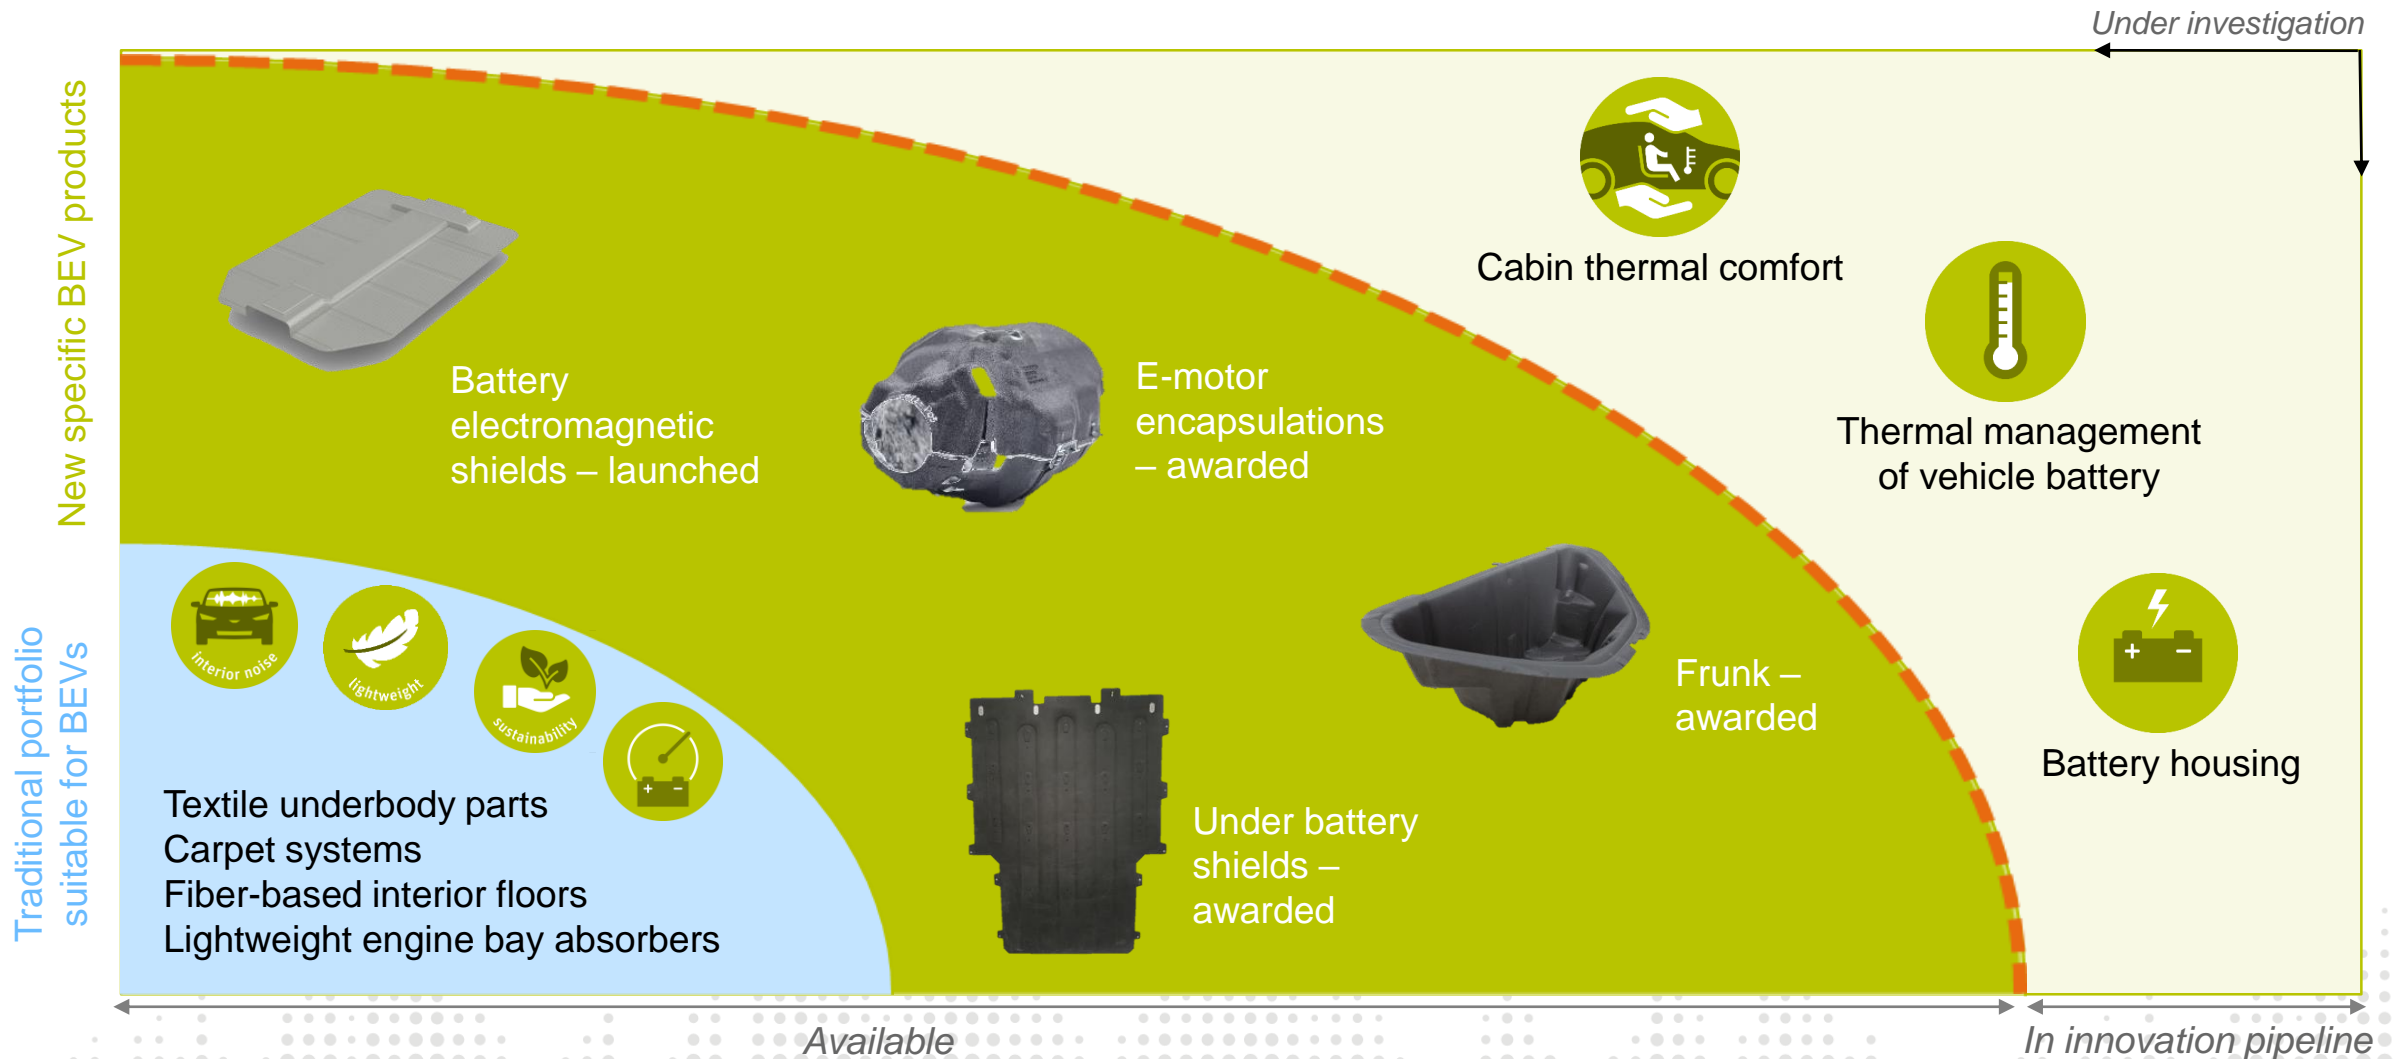 Under investigation
New specific BEV products
Cabin thermal comfort
Thermal management
of vehicle battery
Battery
electromagnetic
shields – launched
E-motor
encapsulations
– awarded
Frunk –
awarded
Battery housing
Under battery
shields –
awarded
Traditional portfolio
suitable for BEVs
interior noise
lightweight
sustainability
+ −
+ −
Textile underbody parts
Carpet systems
Fiber-based interior floors
Lightweight engine bay absorbers
Available
In innovation pipeline